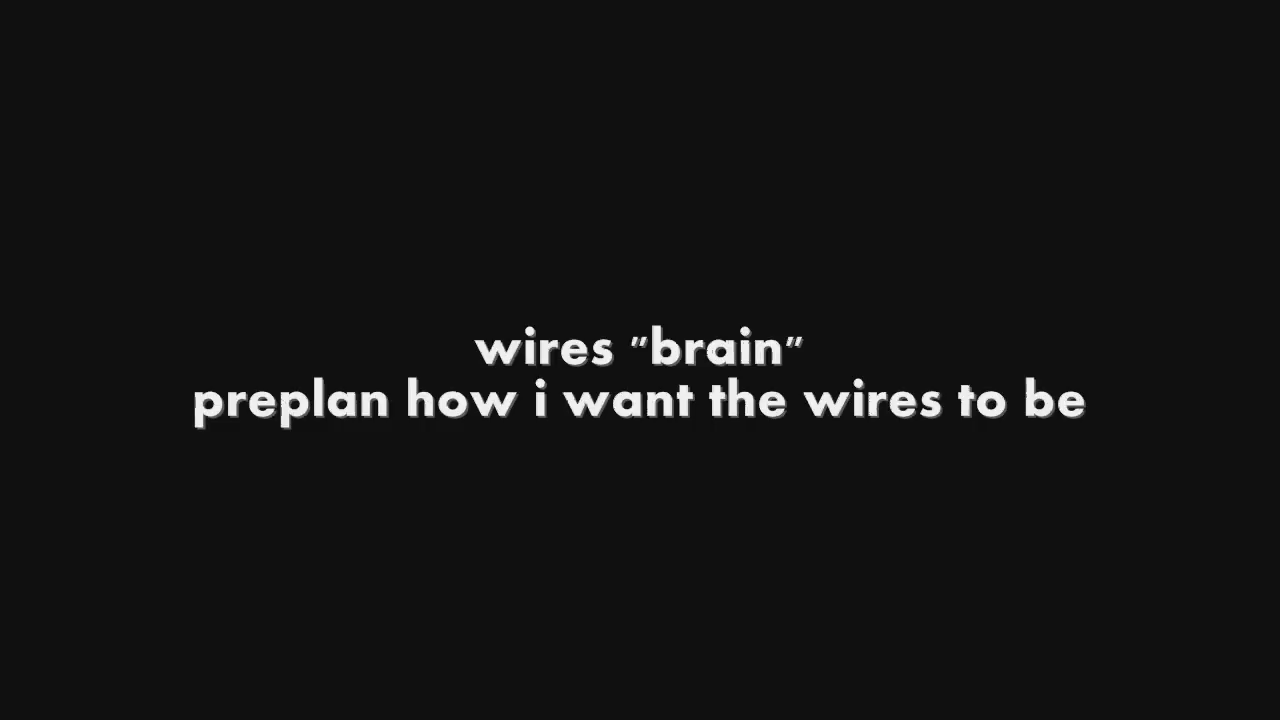 wires "brain"
preplan how i want the wires to be